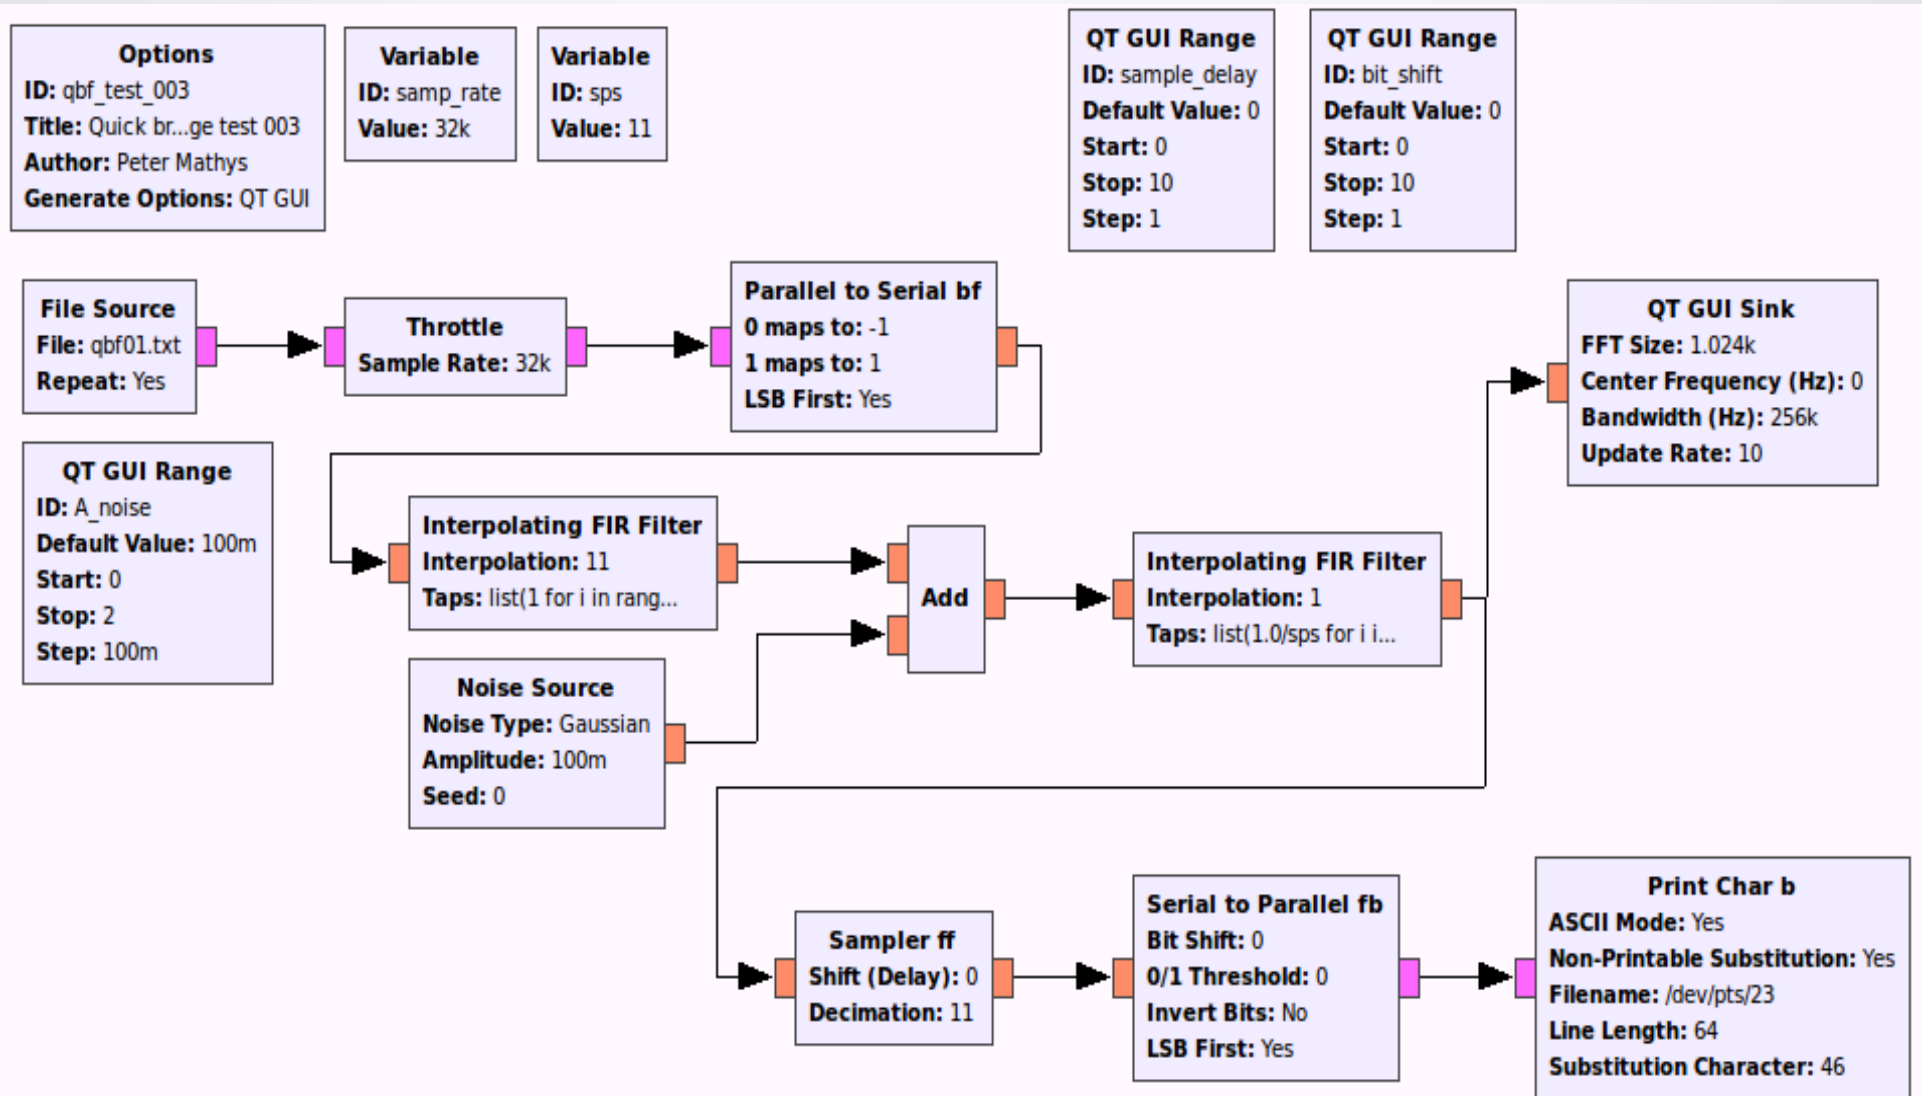 Options
ID: qbf_test_003
Title: Quick br...ge test 003
Author: Peter Mathys
Generate Options: QT GUI
Variable
ID: samp_rate
Value: 32k
Variable
ID: sps
Value: 11
QT GUI Range
ID: sample_delay
Default Value: 0
Start: 0
Stop: 10
Step: 1
QT GUI Range
ID: bit_shift
Default Value: 0
Start: 0
Stop: 10
Step: 1
File Source
File: qbf01.txt
Repeat: Yes
Throttle
Sample Rate: 32k
Parallel to Serial bf
0 maps to: -1
1 maps to: 1
LSB First: Yes
QT GUI Sink
FFT Size: 1.024k
Center Frequency (Hz): 0
Bandwidth (Hz): 256k
Update Rate: 10
QT GUI Range
ID: A_noise
Default Value: 100m
Start: 0
Stop: 2
Step: 100m
Interpolating FIR Filter
Interpolation: 11
Taps: list(1 for i in rang...
Add
Interpolating FIR Filter
Interpolation: 1
Taps: list(1.0/sps for i i...
Noise Source
Noise Type: Gaussian
Amplitude: 100m
Seed: 0
Sampler ff
Shift (Delay): 0
Decimation: 11
Serial to Parallel fb
Bit Shift: 0
0/1 Threshold: 0
Invert Bits: No
LSB First: Yes
Print Char b
ASCII Mode: Yes
Non-Printable Substitution: Yes
Filename: /dev/pts/23
Line Length: 64
Substitution Character: 46